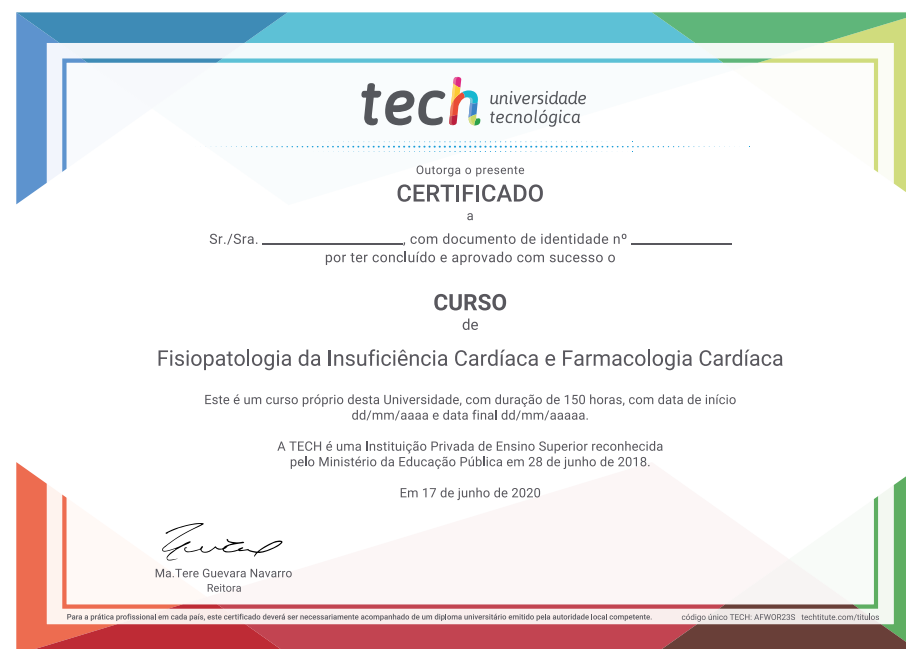 tech universidade
tecnológica
Outorga o presente
CERTIFICADO
a
Sr./Sra. ____________, com documento de identidade nº ____________
por ter concluído e aprovado com sucesso o
CURSO
de
Fisiopatologia da Insuficiência Cardíaca e Farmacologia Cardíaca
Este é um curso próprio desta Universidade, com duração de 150 horas, com data de início
dd/mm/aaaa e data final dd/mm/aaaaa.
A TECH é uma Instituição Privada de Ensino Superior reconhecida
pelo Ministério da Educação Pública em 28 de junho de 2018.
Em 17 de junho de 2020
Ma.Tere Guevara Navarro
Reitora
Para a prática profissional em cada país, este certificado deverá ser necessariamente acompanhado de um diploma universitário emitido pela autoridade local competente. código único TECH: AFWOR23S techtitute.com/titulos